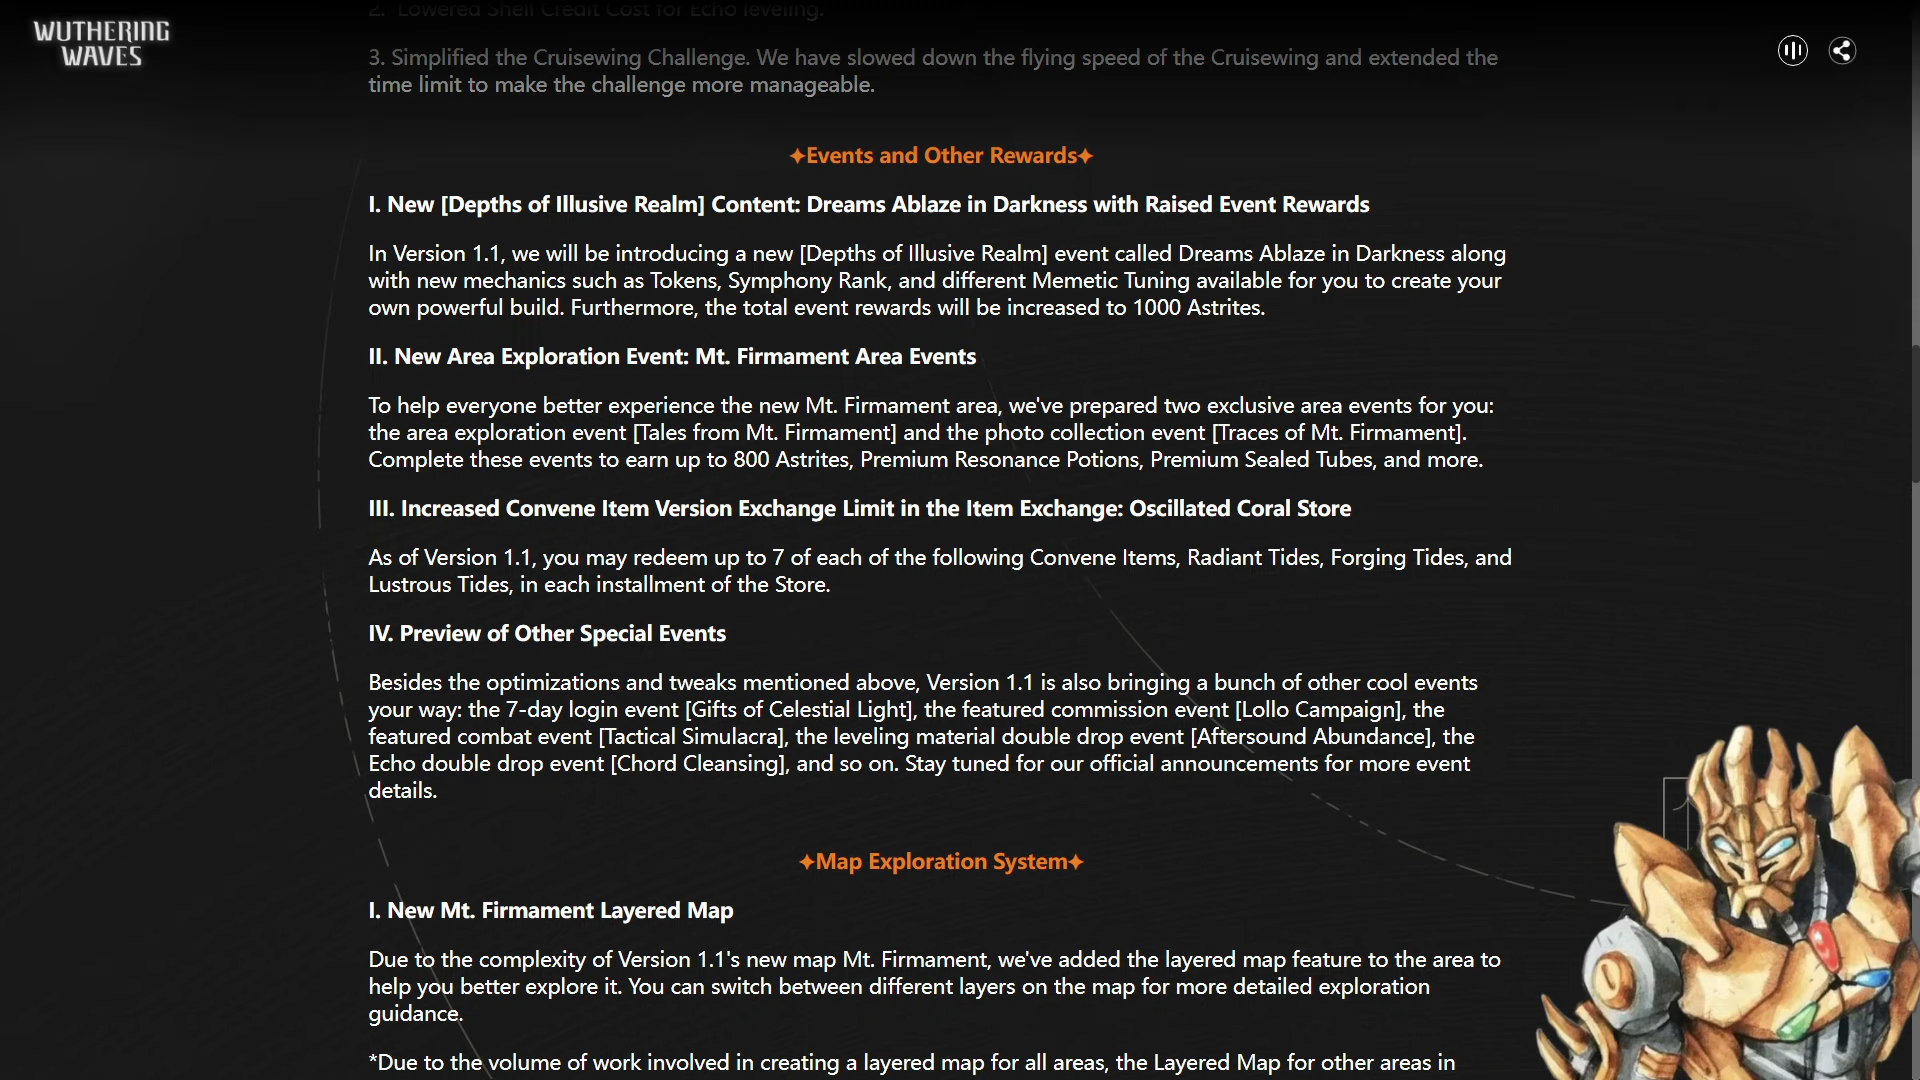 WUTHERING
WAVES
2. Lowered Shell Credit Cost for Echo leveling.
3. Simplified the Cruisewing Challenge. We have slowed down the flying speed of the Cruisewing and extended the
time limit to make the challenge more manageable.
✦Events and Other Rewards✦
I. New [Depths of Illusive Realm] Content: Dreams Ablaze in Darkness with Raised Event Rewards
In Version 1.1, we will be introducing a new [Depths of Illusive Realm] event called Dreams Ablaze in Darkness along
with new mechanics such as Tokens, Symphony Rank, and different Memetic Tuning available for you to create your
own powerful build. Furthermore, the total event rewards will be increased to 1000 Astrites.
II. New Area Exploration Event: Mt. Firmament Area Events
To help everyone better experience the new Mt. Firmament area, we've prepared two exclusive area events for you:
the area exploration event [Tales from Mt. Firmament] and the photo collection event [Traces of Mt. Firmament].
Complete these events to earn up to 800 Astrites, Premium Resonance Potions, Premium Sealed Tubes, and more.
III. Increased Convene Item Version Exchange Limit in the Item Exchange: Oscillated Coral Store
As of Version 1.1, you may redeem up to 7 of each of the following Convene Items, Radiant Tides, Forging Tides, and
Lustrous Tides, in each installment of the Store.
IV. Preview of Other Special Events
Besides the optimizations and tweaks mentioned above, Version 1.1 is also bringing a bunch of other cool events
your way: the 7-day login event [Gifts of Celestial Light], the featured commission event [Lollo Campaign], the
featured combat event [Tactical Simulacra], the leveling material double drop event [Aftersound Abundance], the
Echo double drop event [Chord Cleansing], and so on. Stay tuned for our official announcements for more event
details.
✦Map Exploration System✦
I. New Mt. Firmament Layered Map
Due to the complexity of Version 1.1's new map Mt. Firmament, we've added the layered map feature to the area to
help you better explore it. You can switch between different layers on the map for more detailed exploration
guidance.
*Due to the volume of work involved in creating a layered map for all areas, the Layered Map for other areas in